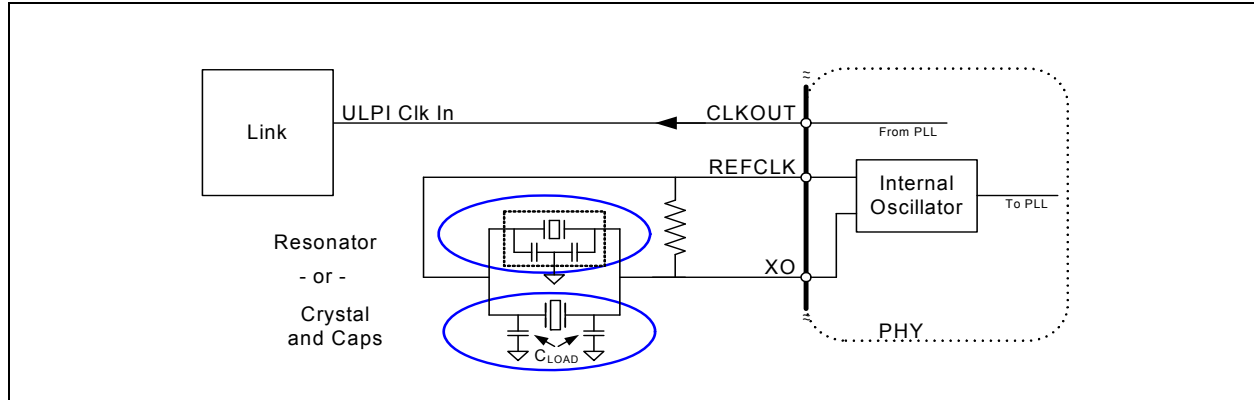 Link
ULPI Clk In
CLKOUT
From PLL
REFCLK
Internal
Oscillator
To PLL
Resonator
- or -
Crystal
and Caps
XO
CLOAD
PHY